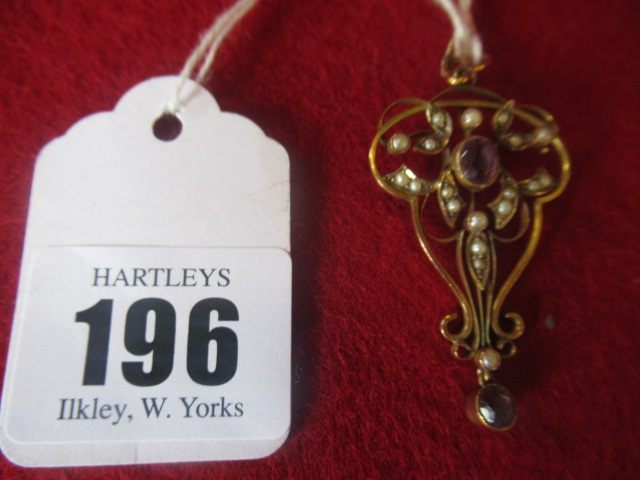 HARTLEYS
196
Ilkley, W. Yorks